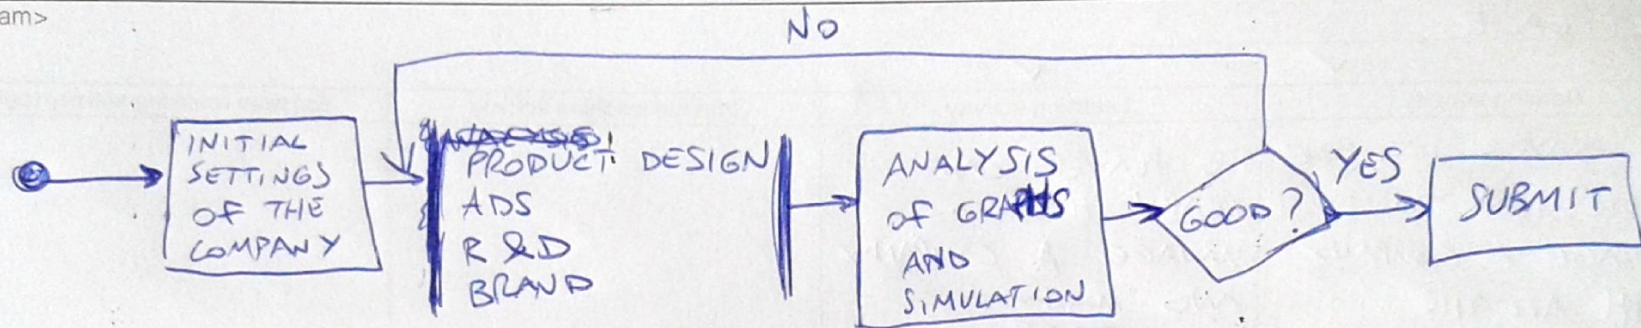 am>
NO
INITIAL
SETTINGS
OF THE
COMPANY
PRODUCT DESIGN
ADS
R &D
BRAND
ANALYSIS
OF GRAPHS
AND
SIMULATION
GOOD?
YES
SUBMIT